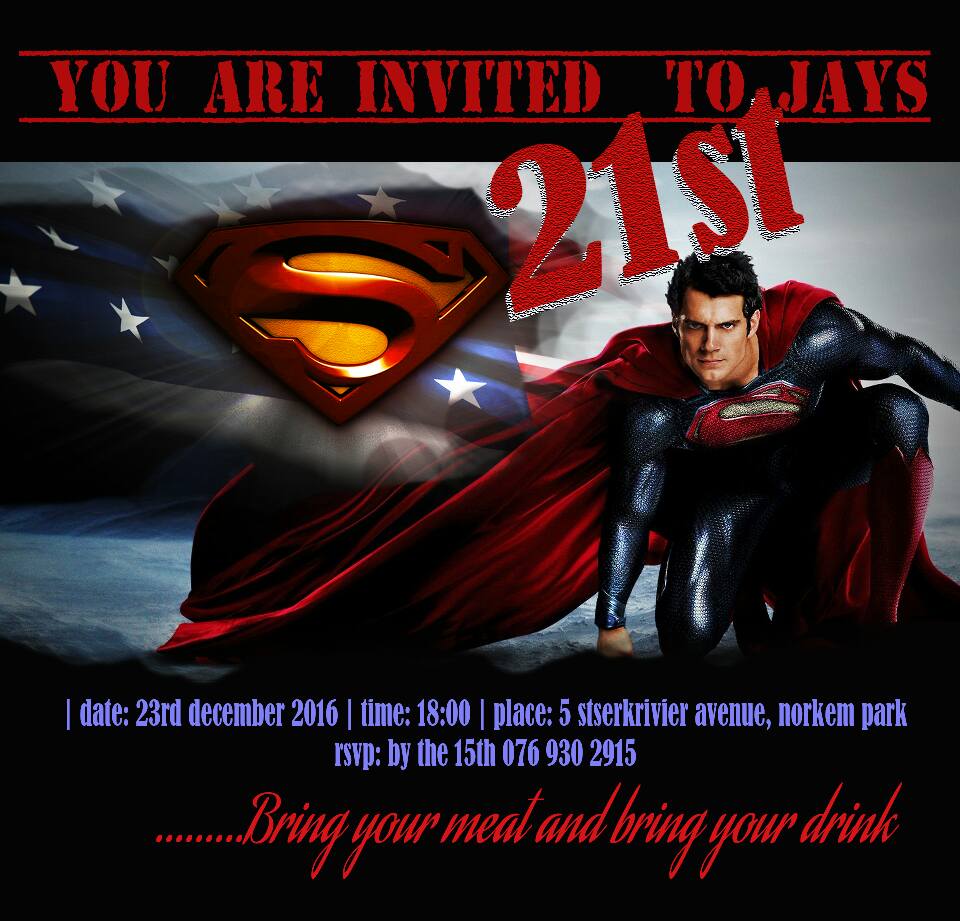 YOU ARE INVITED TO JAYS
21st
| date: 23rd december 2016 | time: 18:00 | place: 5 stserkrivier avenue, norkem park
rsvp: by the 15th 076 930 2915
.........Bring your meat and bring your drink